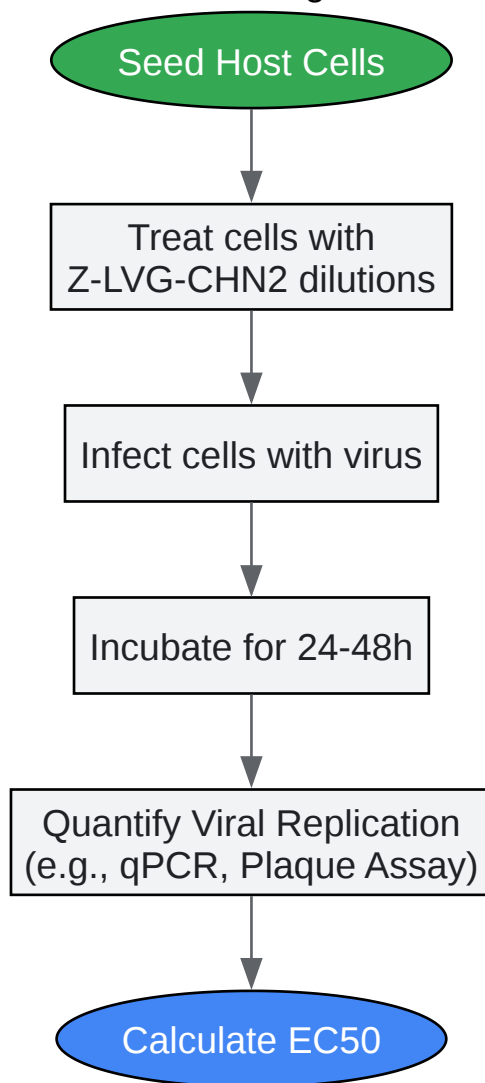 Seed Host Cells
Treat cells with
Z-LVG-CHN2 dilutions
Infect cells with virus
Incubate for 24-48h
Quantify Viral Replication
(e.g., qPCR, Plaque Assay)
Calculate EC50